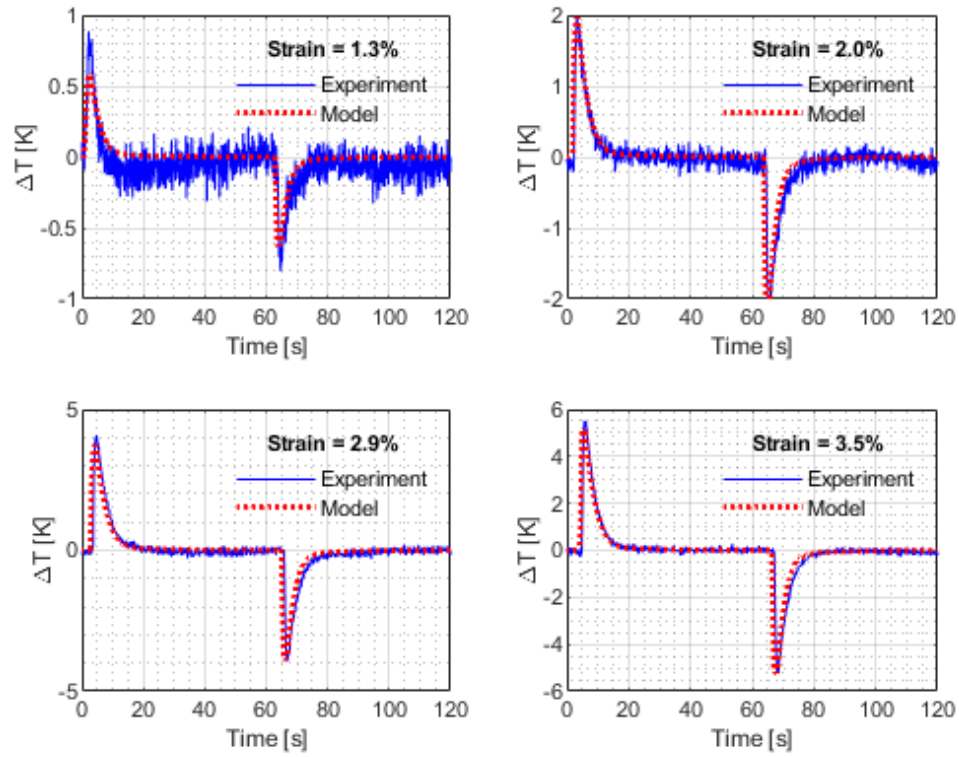 1
0.5
0
-0.5
-1
ΔT [K]
Strain = 1.3%
Experiment
Model
0 20 40 60 80 100 120
Time [s]
2
1
0
-1
-2
ΔT [K]
Strain = 2.0%
Experiment
Model
0 20 40 60 80 100 120
Time [s]
5
0
-5
ΔT [K]
Strain = 2.9%
Experiment
Model
0 20 40 60 80 100 120
Time [s]
6
4
2
0
-2
-4
-6
ΔT [K]
Strain = 3.5%
Experiment
Model
0 20 40 60 80 100 120
Time [s]